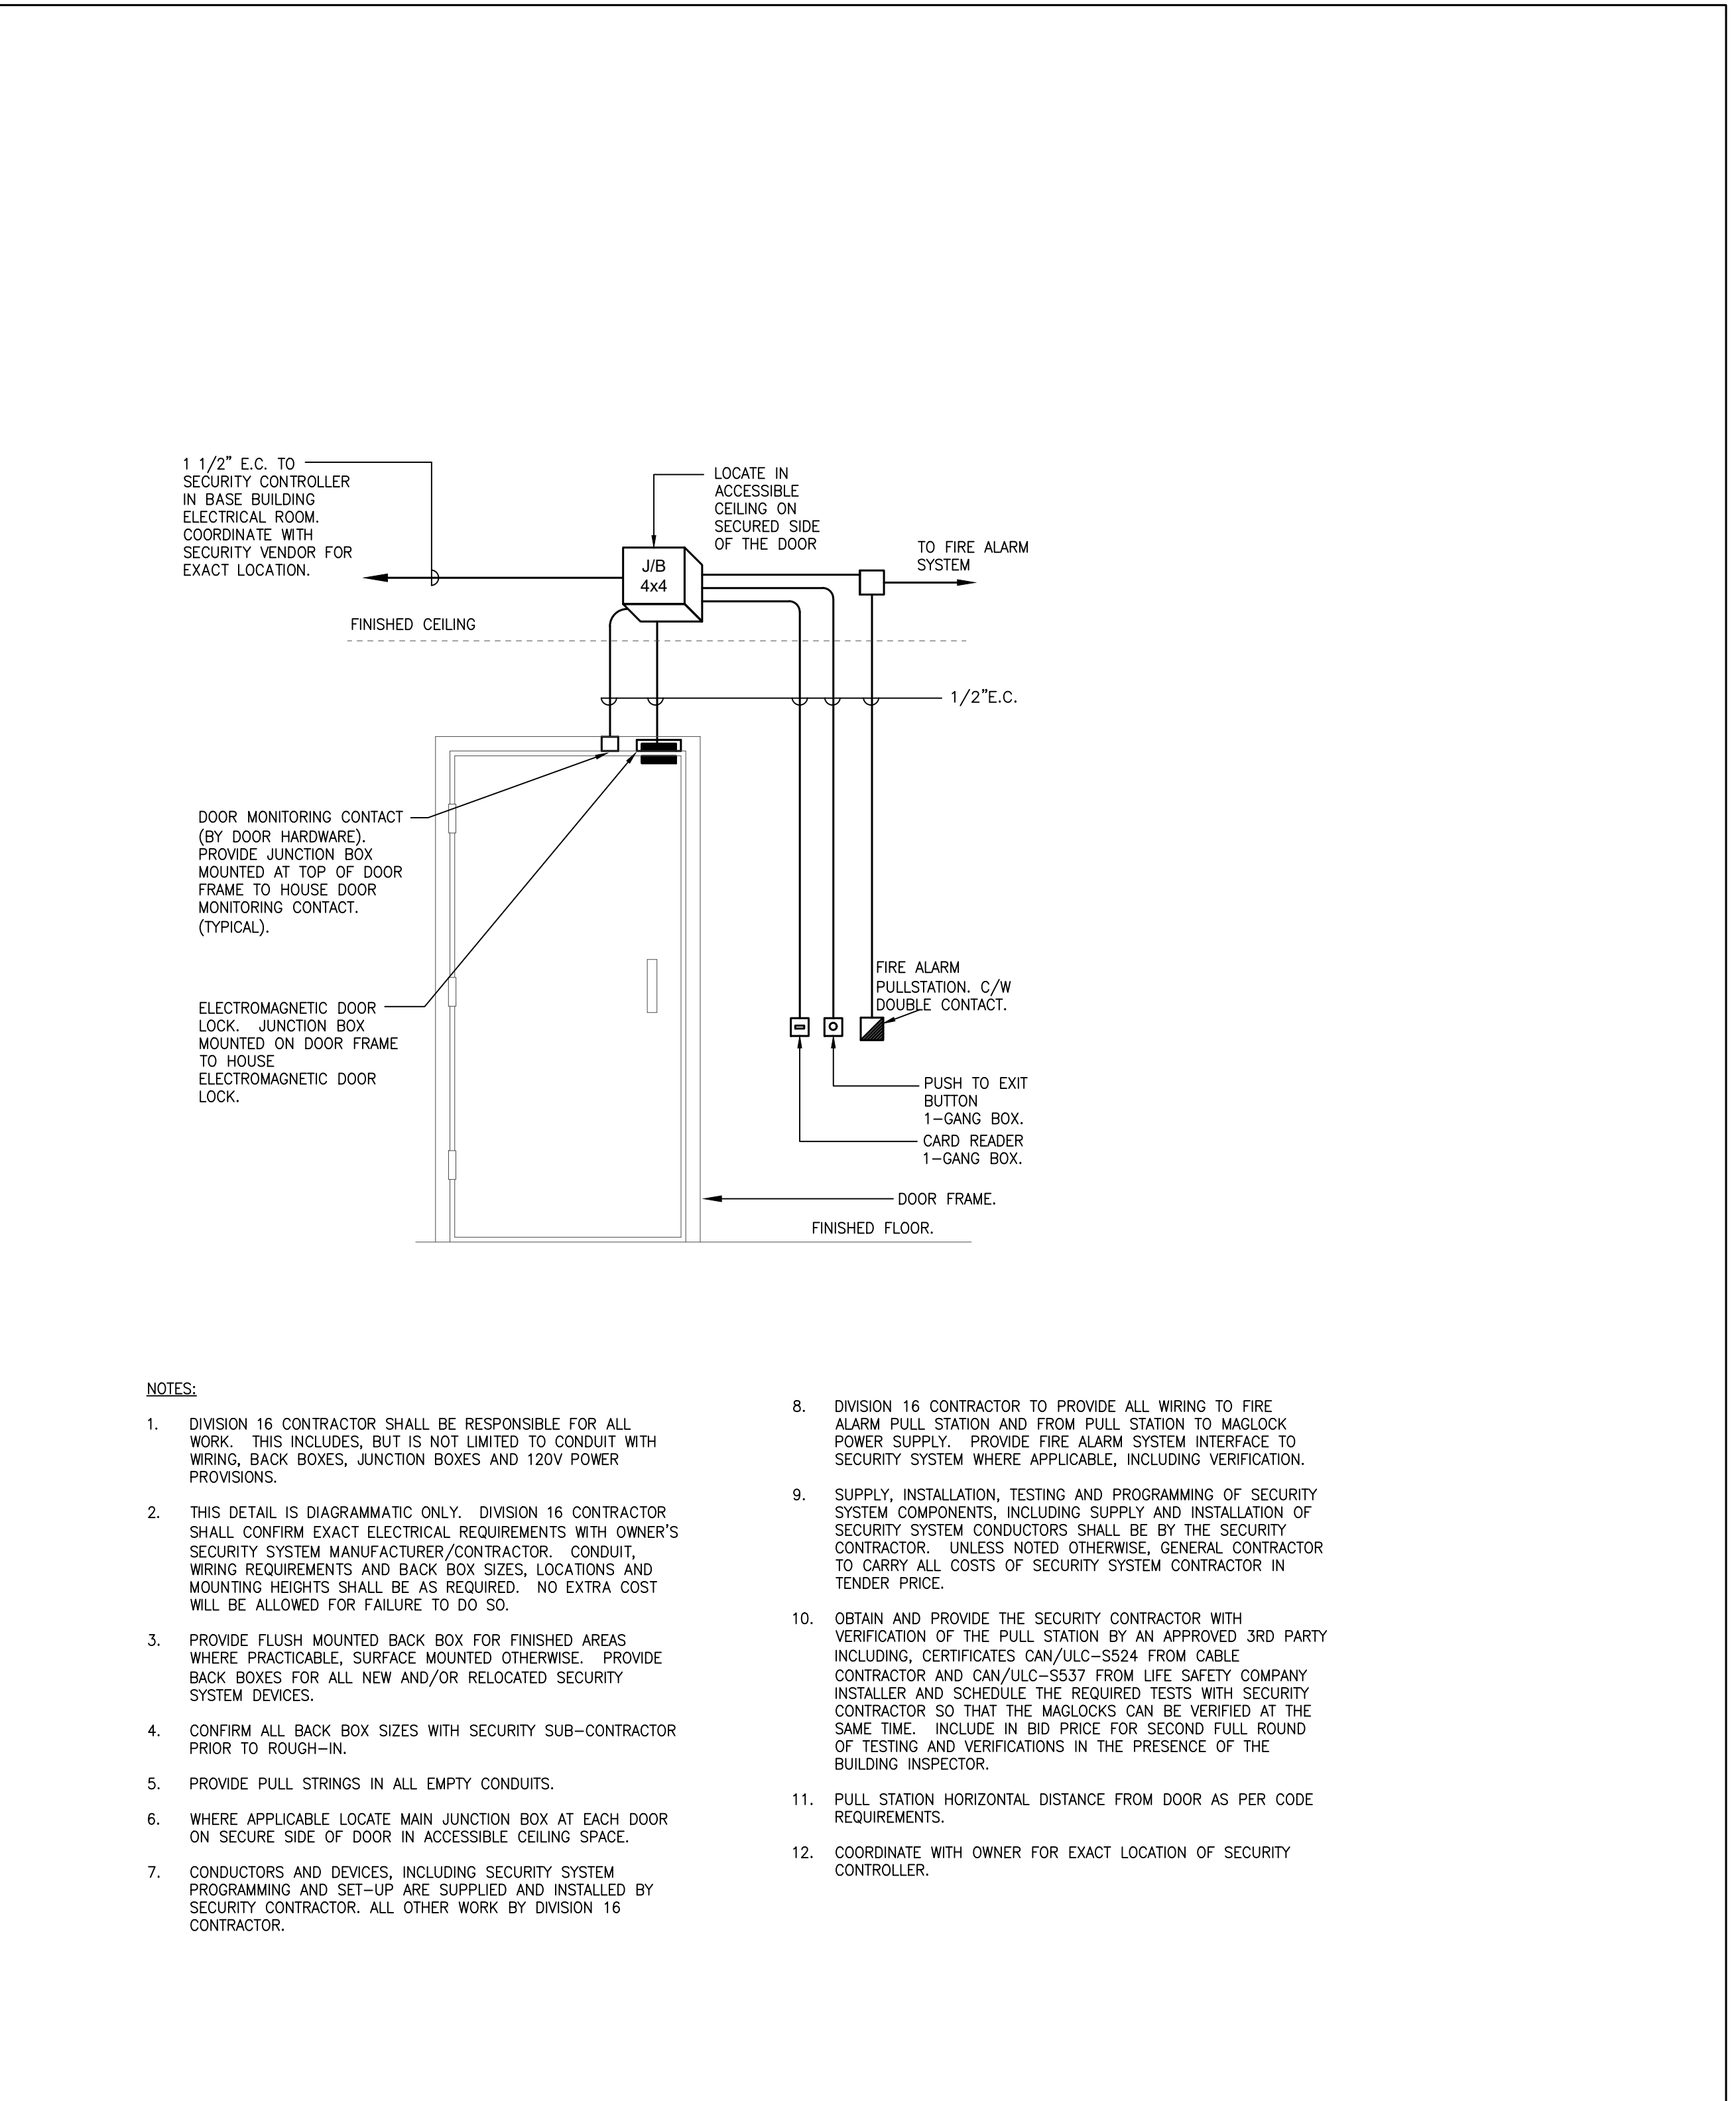 1 1/2" E.C. TO
SECURITY CONTROLLER
IN BASE BUILDING
ELECTRICAL ROOM.
COORDINATE WITH
SECURITY VENDOR FOR
EXACT LOCATION.
LOCATE IN
ACCESSIBLE
CEILING ON
SECURED SIDE
OF THE DOOR
J/B
4x4
TO FIRE ALARM
SYSTEM
FINISHED CEILING
1/2"E.C.
DOOR MONITORING CONTACT
(BY DOOR HARDWARE).
PROVIDE JUNCTION BOX
MOUNTED AT TOP OF DOOR
FRAME TO HOUSE DOOR
MONITORING CONTACT.
(TYPICAL).
ELECTROMAGNETIC DOOR
LOCK. JUNCTION BOX
MOUNTED ON DOOR FRAME
TO HOUSE
ELECTROMAGNETIC DOOR
LOCK.
FIRE ALARM
PULLSTATION. C/W
DOUBLE CONTACT.
PUSH TO EXIT
BUTTON
1-GANG BOX.
CARD READER
1-GANG BOX.
DOOR FRAME.
FINISHED FLOOR.
NOTES:
1. DIVISION 16 CONTRACTOR SHALL BE RESPONSIBLE FOR ALL
WORK. THIS INCLUDES, BUT IS NOT LIMITED TO CONDUIT WITH
WIRING, BACK BOXES, JUNCTION BOXES AND 120V POWER
PROVISIONS.
2. THIS DETAIL IS DIAGRAMMATIC ONLY. DIVISION 16 CONTRACTOR
SHALL CONFIRM EXACT ELECTRICAL REQUIREMENTS WITH OWNER'S
SECURITY SYSTEM MANUFACTURER/CONTRACTOR. CONDUIT,
WIRING REQUIREMENTS AND BACK BOX SIZES, LOCATIONS AND
MOUNTING HEIGHTS SHALL BE AS REQUIRED. NO EXTRA COST
WILL BE ALLOWED FOR FAILURE TO DO SO.
3. PROVIDE FLUSH MOUNTED BACK BOX FOR FINISHED AREAS
WHERE PRACTICABLE, SURFACE MOUNTED OTHERWISE. PROVIDE
BACK BOXES FOR ALL NEW AND/OR RELOCATED SECURITY
SYSTEM DEVICES.
4. CONFIRM ALL BACK BOX SIZES WITH SECURITY SUB-CONTRACTOR
PRIOR TO ROUGH-IN.
5. PROVIDE PULL STRINGS IN ALL EMPTY CONDUITS.
6. WHERE APPLICABLE LOCATE MAIN JUNCTION BOX AT EACH DOOR
ON SECURE SIDE OF DOOR IN ACCESSIBLE CEILING SPACE.
7. CONDUCTORS AND DEVICES, INCLUDING SECURITY SYSTEM
PROGRAMMING AND SET-UP ARE SUPPLIED AND INSTALLED BY
SECURITY CONTRACTOR. ALL OTHER WORK BY DIVISION 16
CONTRACTOR.
8. DIVISION 16 CONTRACTOR TO PROVIDE ALL WIRING TO FIRE
ALARM PULL STATION AND FROM PULL STATION TO MAGLOCK
POWER SUPPLY. PROVIDE FIRE ALARM SYSTEM INTERFACE TO
SECURITY SYSTEM WHERE APPLICABLE, INCLUDING VERIFICATION.
9. SUPPLY, INSTALLATION, TESTING AND PROGRAMMING OF SECURITY
SYSTEM COMPONENTS, INCLUDING SUPPLY AND INSTALLATION OF
SECURITY SYSTEM CONDUCTORS SHALL BE BY THE SECURITY
CONTRACTOR. UNLESS NOTED OTHERWISE, GENERAL CONTRACTOR
TO CARRY ALL COSTS OF SECURITY SYSTEM CONTRACTOR IN
TENDER PRICE.
10. OBTAIN AND PROVIDE THE SECURITY CONTRACTOR WITH
VERIFICATION OF THE PULL STATION BY AN APPROVED 3RD PARTY
INCLUDING, CERTIFICATES CAN/ULC-S524 FROM CABLE
CONTRACTOR AND CAN/ULC-S537 FROM LIFE SAFETY COMPANY
INSTALLER AND SCHEDULE THE REQUIRED TESTS WITH SECURITY
CONTRACTOR SO THAT THE MAGLOCKS CAN BE VERIFIED AT THE
SAME TIME. INCLUDE IN BID PRICE FOR SECOND FULL ROUND
OF TESTING AND VERIFICATIONS IN THE PRESENCE OF THE
BUILDING INSPECTOR.
11. PULL STATION HORIZONTAL DISTANCE FROM DOOR AS PER CODE
REQUIREMENTS.
12. COORDINATE WITH OWNER FOR EXACT LOCATION OF SECURITY
CONTROLLER.